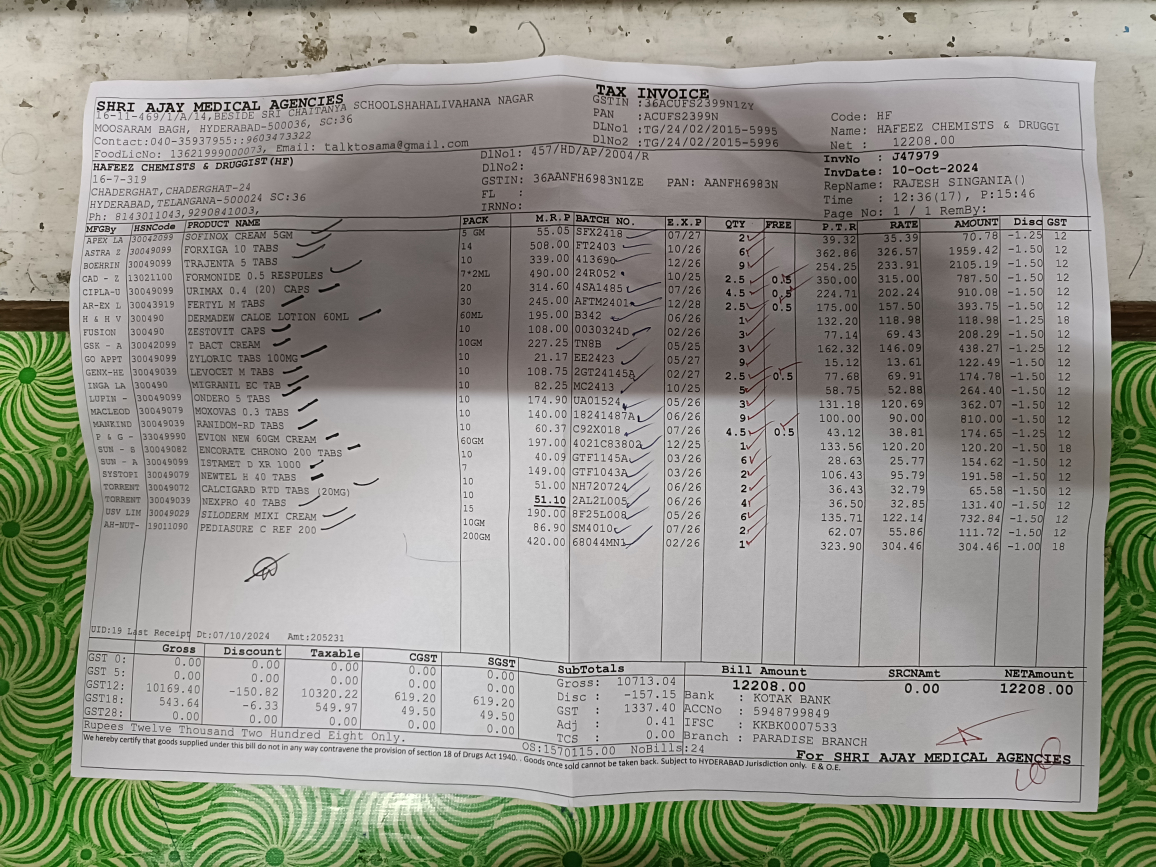 SHRI AJAY MEDICAL AGENCIES
16-11-469/1/A/14,BESIDE SRI CHAITANYA SCHOOLSHAHALIVAHANA NAGAR
MOOSARAM BAGH, HYDERABAD-500036, SC:36
Contact:040-35937955::9603473322
FoodLicNo: 13621999000073, Email: talktosama@gmail.com
TAX INVOICE
GSTIN :36ACUFS2399N1ZY
PAN :ACUFS2399N
DLNo1 :TG/24/02/2015-5995
DLNo2 :TG/24/02/2015-5996
Code: HF
Name: HAFEEZ CHEMISTS & DRUGGI
Net : 12208.00
HAFEEZ CHEMISTS & DRUGGIST(HF)
16-7-319
CHADERGHAT,CHADERGHAT-24
HYDERABAD,TELANGANA-500024 SC:36
Ph: 8143011043,9290841003,
DlNo1: 457/HD/AP/2004/R
DlNo2:
GSTIN: 36AANFH6983N1ZE PAN: AANFH6983N
FL :
IRNNo:
InvNo : J47979
InvDate: 10-Oct-2024
RepName: RAJESH SINGANIA()
Time : 12:36(17), P:15:46
Page No: 1 / 1 RemBy:
MFGBy HSNCode PRODUCT NAME PACK M.R.P BATCH NO. E.X.P QTY FREE P.T.R RATE AMOUNT Disc GST
APEX LA 30042099 SOFINOX CREAM 5GM 5 GM 55.05 SFX2418 07/27 2 39.32 35.39 70.78 -1.25 12
ASTRA Z 30049099 FORXIGA 10 TABS 14 508.00 FT2403 10/26 6 362.86 326.57 1959.42 -1.50 12
BOEHRIN 30049099 TRAJENTA 5 TABS 10 339.00 413690 12/26 9 254.25 233.91 2105.19 -1.50 12
CAD - Z 13021100 FORMONIDE 0.5 RESPULES 7*2ML 490.00 24R052 10/25 2.5 0.5 350.00 315.00 787.50 -1.50 12
CIPLA-U 30049099 URIMAX 0.4 (20) CAPS 20 314.60 4SA1485 07/26 4.5 0.5 224.71 202.24 910.08 -1.50 12
AR-EX L 30043919 FERTYL M TABS 30 245.00 AFTM2401 12/28 2.5 0.5 175.00 157.50 393.75 -1.50 12
H & H V 300490 DERMADEW CALOE LOTION 60ML 60ML 195.00 B342 06/26 1 132.20 118.98 118.98 -1.25 18
FUSION 300490 ZESTOVIT CAPS 10 108.00 0030324D 02/26 3 77.14 69.43 208.29 -1.50 12
GSK - A 30042099 T BACT CREAM 10GM 227.25 TN8B 05/25 3 162.32 146.09 438.27 -1.25 12
GO APPT 30049099 ZYLORIC TABS 100MG 10 21.17 EE2423 05/27 9 15.12 13.61 122.49 -1.50 12
GENX-HE 30049039 LEVOCET M TABS 10 108.75 2GT24145A 02/27 2.5 0.5 77.68 69.91 174.78 -1.50 12
INGA LA 300490 MIGRANIL EC TAB 10 82.25 MC2413 10/25 5 58.75 52.88 264.40 -1.50 12
LUPIN - 30049099 ONDERO 5 TABS 10 174.90 UA01524 05/26 3 131.18 120.69 362.07 -1.50 12
MACLEOD 30049079 MOXOVAS 0.3 TABS 10 140.00 18241487A 06/26 9 100.00 90.00 810.00 -1.50 12
MANKIND 30049039 RANIDOM-RD TABS 10 60.37 C92X018 06/26 4.5 0.5 43.12 38.81 174.65 -1.25 12
P & G - 33049990 EVION NEW 60GM CREAM 60GM 197.00 4021C83802 12/25 1 133.56 120.20 120.20 -1.50 18
SUN - S 30049082 ENCORATE CHRONO 200 TABS 10 40.09 GTF1145A 03/26 6 28.63 25.77 154.62 -1.50 12
SUN - A 30049099 ISTAMET D XR 1000 7 149.00 GTF1043A 03/26 2 106.43 95.79 191.58 -1.50 12
SYSTOPI 30049079 NEWTEL H 40 TABS 10 51.00 NH720724 06/26 2 36.43 32.79 65.58 -1.50 12
TORRENT 30049072 CALCIGARD RTD TABS (20MG) 10 51.10 2AL2L005 06/26 4 36.50 32.85 131.40 -1.50 12
TORRENT 30049039 NEXPRO 40 TABS 15 190.00 8F25L008 05/26 6 135.71 122.14 732.84 -1.50 12
USV LIM 30049029 SILODERM MIXI CREAM 10GM 86.90 SM4010 07/26 2 62.07 55.86 111.72 -1.50 12
AH-NUT- 19011090 PEDIASURE C REF 200 200GM 420.00 68044MN1 02/26 1 323.90 304.46 304.46 -1.00 18
UID:19 Last Receipt Dt:07/10/2024 Amt:205231
Gross Discount Taxable CGST SGST
GST 0: 0.00 0.00 0.00 0.00 0.00
GST 5: 0.00 0.00 0.00 0.00 0.00
GST12: 10169.40 -150.82 10320.22 619.20 619.20
GST18: 543.64 -6.33 549.97 49.50 49.50
GST28: 0.00 0.00 0.00 0.00 0.00
SubTotals
Gross: 10713.04
Disc : -157.15
GST : 1337.40
Adj : 0.41
TCS : 0.00
Bill Amount SRCNAmt NETAmount
12208.00 0.00 12208.00
Bank : KOTAK BANK
ACCNo : 5948799849
IFSC : KKBK0007533
Branch : PARADISE BRANCH
Rupees Twelve Thousand Two Hundred Eight Only.
OS:1570115.00 NoBills:24
We hereby certify that goods supplied under this bill do not in any way contravene the provision of section 18 of Drugs Act 1940. . Goods once sold cannot be taken back. Subject to HYDERABAD Jurisdiction only. E & O.E.
For SHRI AJAY MEDICAL AGENCIES